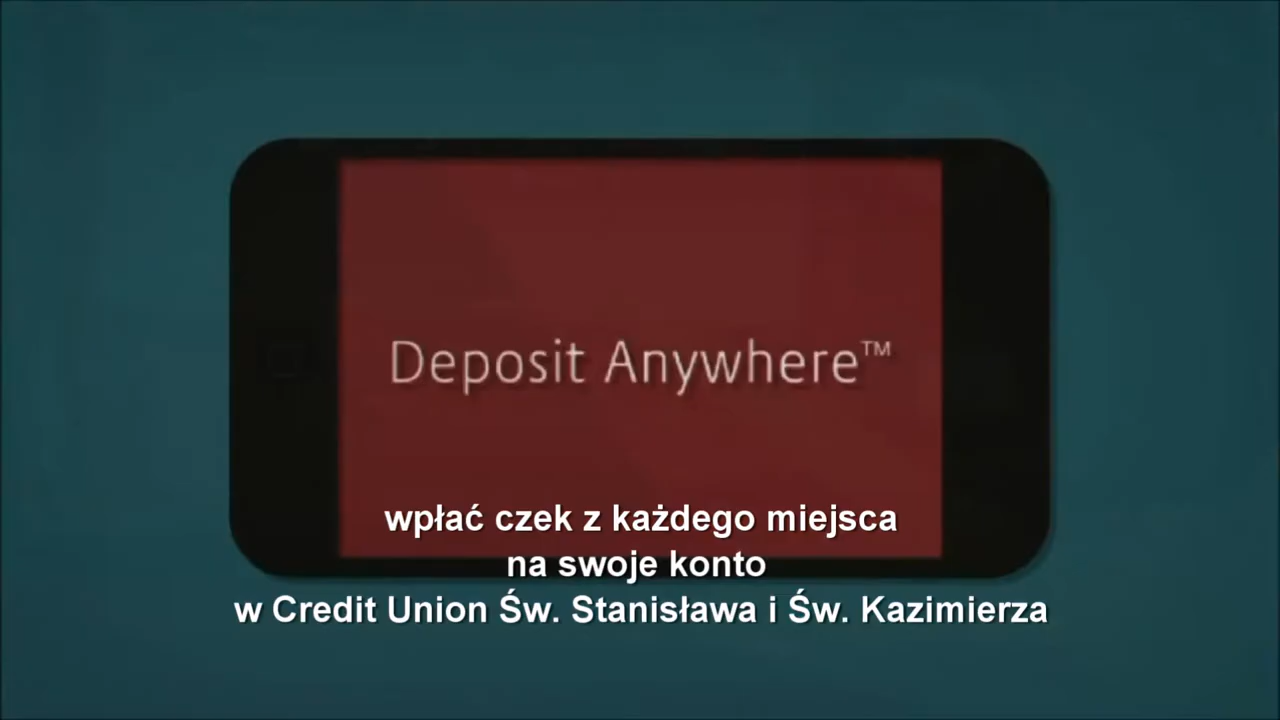 Deposit Anywhere™
wpłać czek z każdego miejsca
na swoje konto
w Credit Union Św. Stanisława i Św. Kazimierza